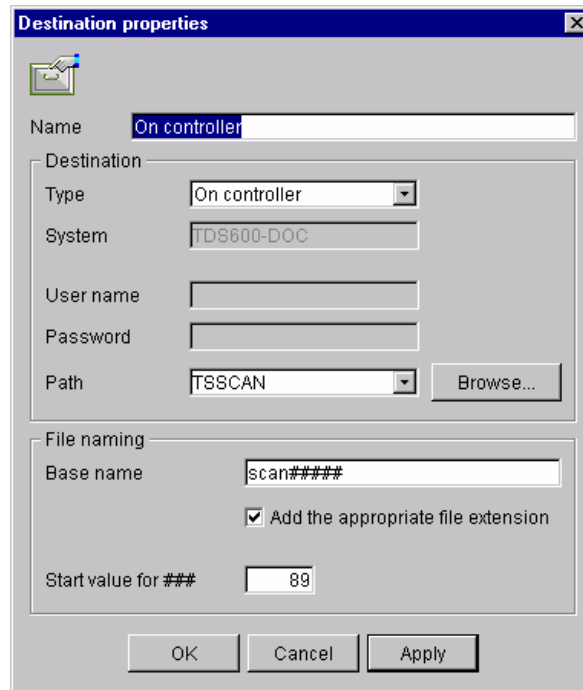 Destination properties
Name On controller
Destination
Type On controller
System TDS600-DOC
User name
Password
Path TSSCAN Browse...
File naming
Base name scan#####
Add the appropriate file extension
Start value for ### 89
OK Cancel Apply